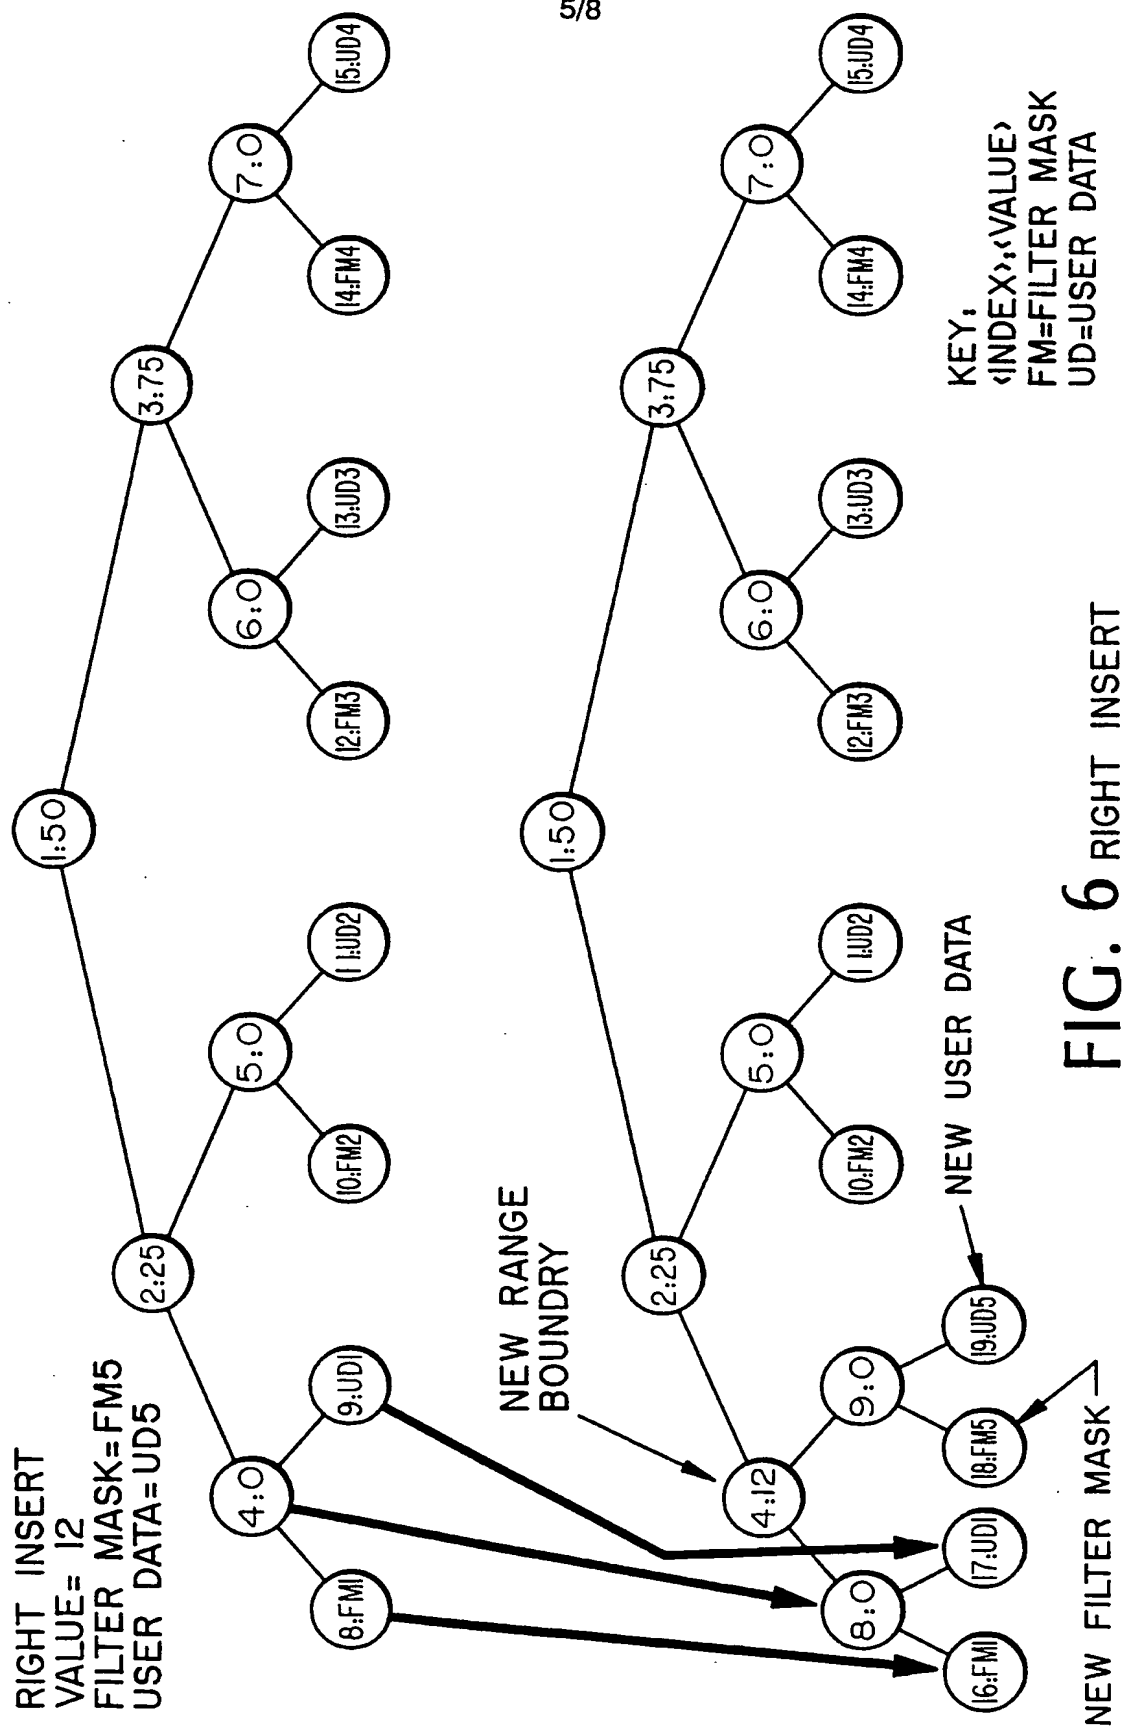 5/8
RIGHT INSERT
VALUE= 12
FILTER MASK=FM5
USER DATA=UD5
1:50
2:25
3:75
4:0
5:0
6:0
7:0
8:FM1
9:UD1
10:FM2
11:UD2
12:FM3
13:UD3
14:FM4
15:UD4
NEW RANGE
BOUNDRY
1:50
2:25
3:75
4:12
5:0
6:0
7:0
8:0
9:0
10:FM2
11:UD2
12:FM3
13:UD3
14:FM4
15:UD4
16:FM1
17:UD1
18:FM5
19:UD5
NEW USER DATA
NEW FILTER MASK
KEY:
<INDEX>:<VALUE>
FM=FILTER MASK
UD=USER DATA
FIG. 6 RIGHT INSERT